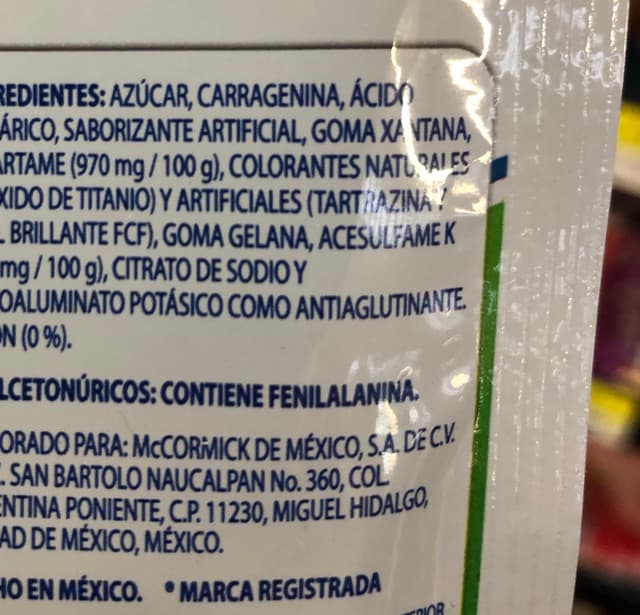 REDIENTES: AZÚCAR, CARRAGENINA, ÁCIDO
ÁRICO, SABORIZANTE ARTIFICIAL, GOMA XANTANA,
ARTAME (970 mg / 100 g), COLORANTES NATURALES
XIDO DE TITANIO) Y ARTIFICIALES (TARTRAZINA Y
L BRILLANTE FCF), GOMA GELANA, ACESULFAME K
mg / 100 g), CITRATO DE SODIO Y
OALUMINATO POTÁSICO COMO ANTIAGLUTINANTE.
ÓN (0 %).
LCETONÚRICOS: CONTIENE FENILALANINA.
ORADO PARA: McCORMICK DE MÉXICO, S.A. DE C.V.
. SAN BARTOLO NAUCALPAN No. 360, COL.
ENTINA PONIENTE, C.P. 11230, MIGUEL HIDALGO,
AD DE MÉXICO, MÉXICO.
HO EN MÉXICO. ®MARCA REGISTRADA